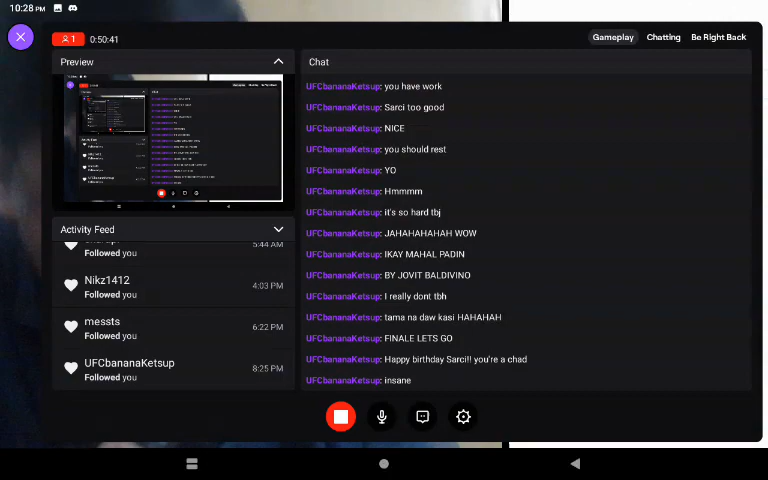 10:28 PM
1
0:50:41
Gameplay
Chatting
Be Right Back
Preview
Chat
UFCbananaKetsup: you have work
UFCbananaKetsup: Sarci too good
UFCbananaKetsup: NICE
UFCbananaKetsup: you should rest
UFCbananaKetsup: YO
UFCbananaKetsup: Hmmmm
UFCbananaKetsup: it's so hard tbj
UFCbananaKetsup: JAHAHAHAHAH WOW
UFCbananaKetsup: IKAY MAHAL PADIN
UFCbananaKetsup: BY JOVIT BALDIVINO
UFCbananaKetsup: I really dont tbh
UFCbananaKetsup: tama na daw kasi HAHAHAH
UFCbananaKetsup: FINALE LETS GO
UFCbananaKetsup: Happy birthday Sarci!! you're a chad
UFCbananaKetsup: insane
Activity Feed
5:44 AM
Followed you
Nikz1412
Followed you
4:03 PM
messts
Followed you
6:22 PM
UFCbananaKetsup
Followed you
8:25 PM